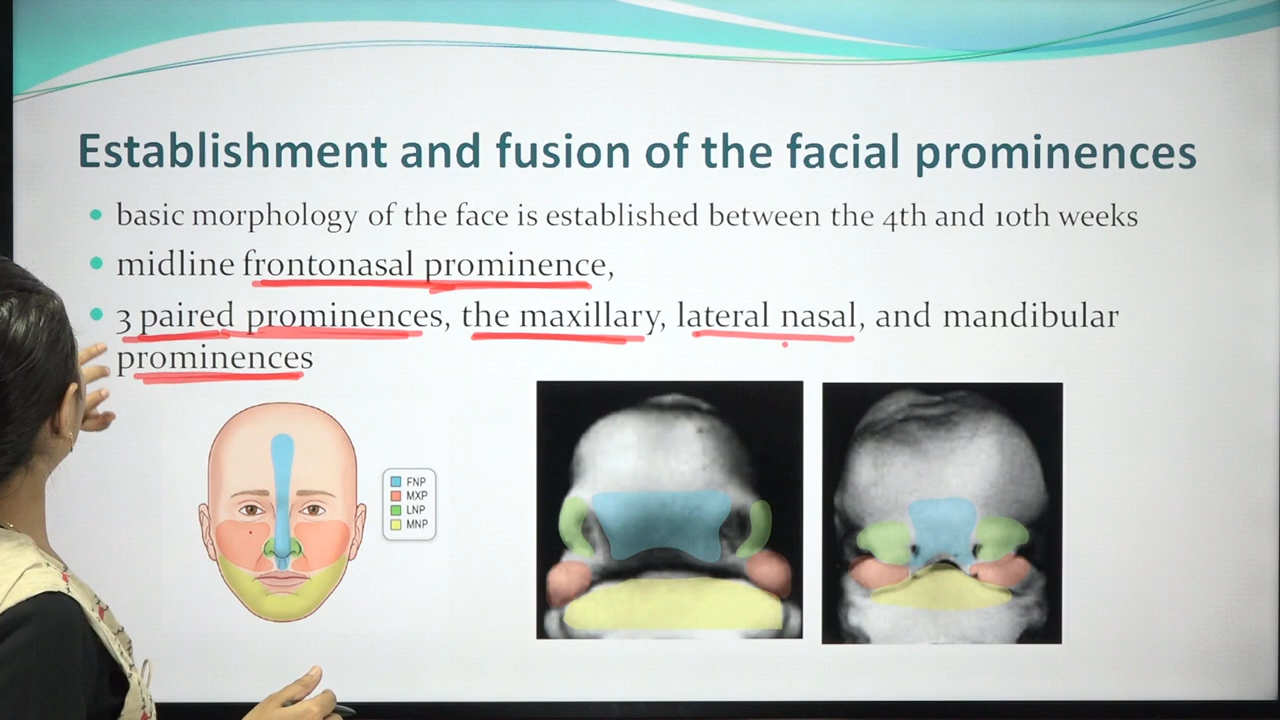 Establishment and fusion of the facial prominences
basic morphology of the face is established between the 4th and 10th weeks
midline frontonasal prominence,
3 paired prominences, the maxillary, lateral nasal, and mandibular
prominences
FNP
MXP
LNP
MNP